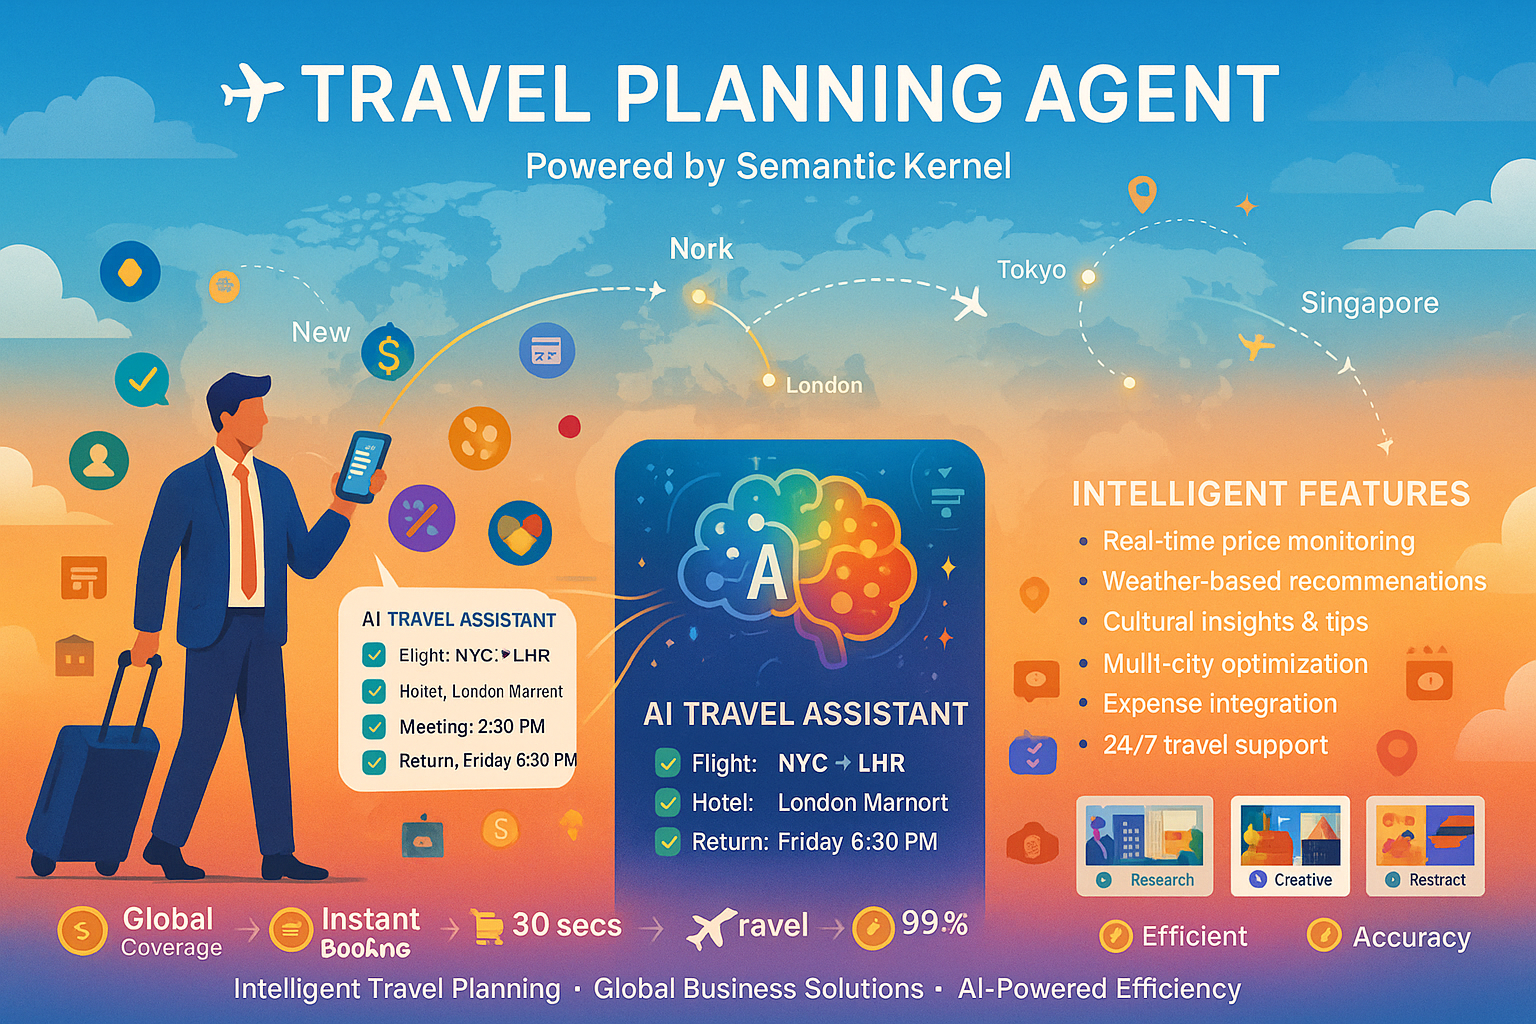 TRAVEL PLANNING AGENT
Powered by Semantic Kernel
Nork
Tokyo
Singapore
New
$
London
AI TRAVEL ASSISTANT
Elight: NYC: LHR
Hoitet, London Marrent
Meeting: 2:30 PM
Return, Eriday 6:30 PM
A
AI TRAVEL ASSISTANT
Flight: NYC → LHR
Hotel: London Marnort
Return: Friday 6:30 PM
INTELLIGENT FEATURES
• Real-time price monitoring
• Weather-based recommenations
• Cultural insights & tips
• Mullt-city optimization
• Expense integration
• 24/7 travel support
Research
Creative
Restract
S
S
Global
Coverage
Instant
Boofng
30 secs
ravel
99.%
Efficient
Accuracy
Intelligent Travel Planning · Global Business Solutions · AI-Powered Efficiency